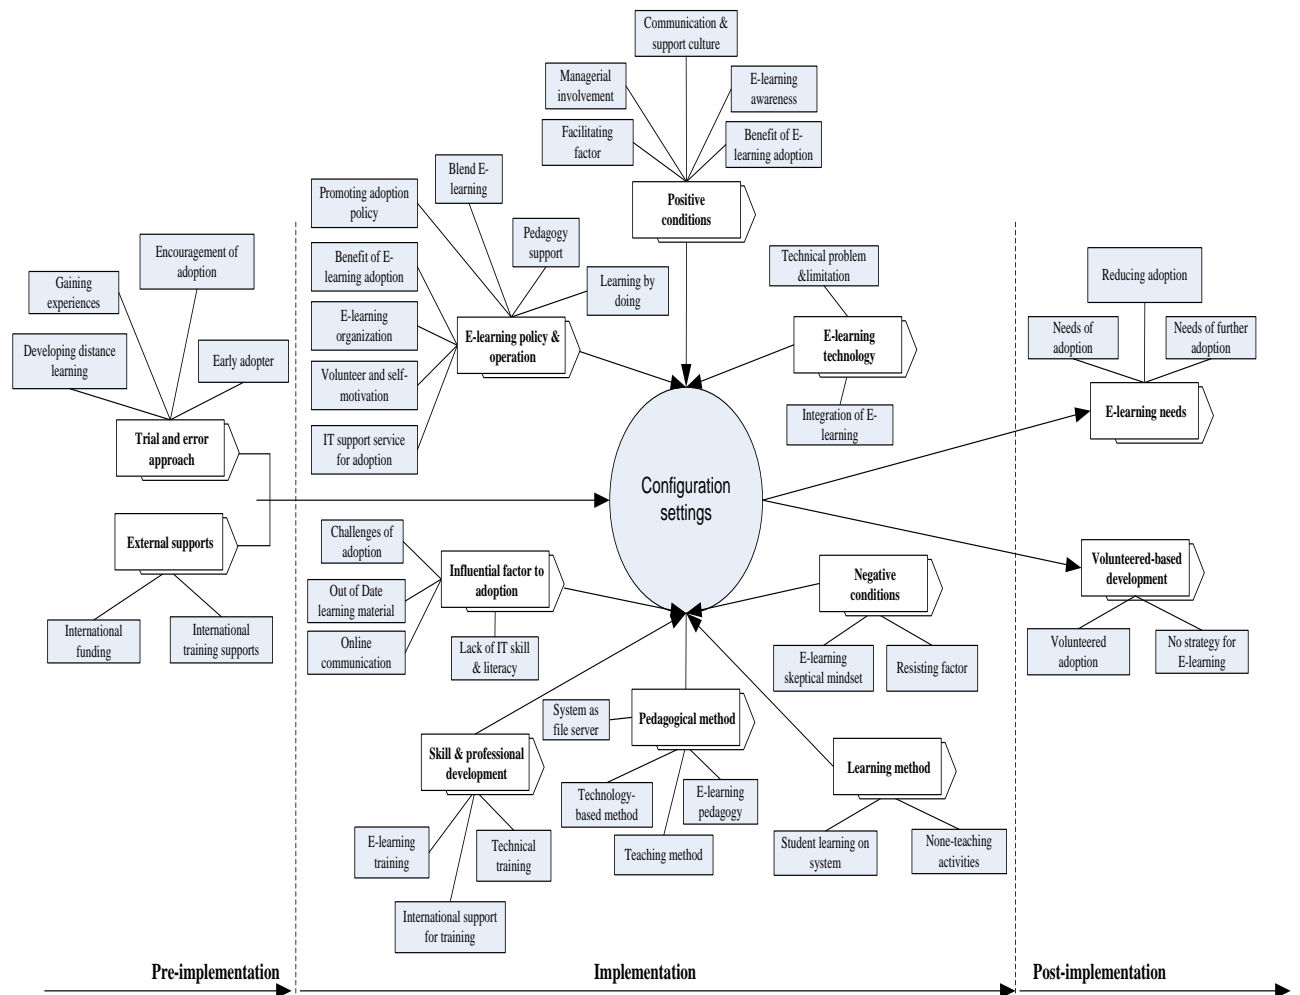 Communication &
support culture
Managerial
involvement
E-learning
awareness
Facilitating
factor
Benefit of E-
learning adoption
Positive
conditions
Blend E-
learning
Promoting adoption
policy
Pedagogy
support
Benefit of E-
learning adoption
Learning by
doing
E-learning
organization
E-learning policy &
operation
Volunteer and self-
motivation
IT support service
for adoption
Technical problem
&limitation
E-learning
technology
Integration of E-
learning
Encouragement of
adoption
Gaining
experiences
Developing distance
learning
Early adopter
Trial and error
approach
External supports
International
funding
International
training supports
Configuration
settings
Reducing adoption
Needs of
adoption
Needs of further
adoption
E-learning needs
Volunteered-based
development
Volunteered
adoption
No strategy for
E-learning
Challenges of
adoption
Influential factor to
adoption
Out of Date
learning material
Online
communication
Lack of IT skill
& literacy
Negative
conditions
E-learning
skeptical mindset
Resisting factor
System as
file server
Pedagogical method
Technology-
based method
E-learning
pedagogy
Teaching method
Skill & professional
development
E-learning
training
Technical
training
International support
for training
Learning method
Student learning on
system
None-teaching
activities
Pre-implementation
Implementation
Post-implementation